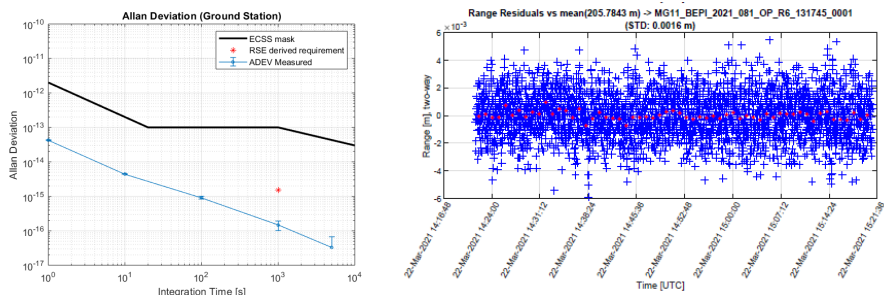 Allan Deviation (Ground Station)
10^-10
10^-11
10^-12
10^-13
10^-14
10^-15
10^-16
10^-17
Allan Deviation
ECSS mask
RSE derived requirement
ADEV Measured
10^0
10^1
10^2
10^3
10^4
Integration Time [s]
Range Residuals vs mean(205.7843 m) -> MG11_BEPI_2021_081_OP_R6_131745_0001
(STD: 0.0016 m)
×10^-3
6
4
2
0
-2
-4
-6
Range [m], two-way
22-Mar-2021 14:16:48
22-Mar-2021 14:24:00
22-Mar-2021 14:31:12
22-Mar-2021 14:38:24
22-Mar-2021 14:45:36
22-Mar-2021 14:52:48
22-Mar-2021 15:00:00
22-Mar-2021 15:07:12
22-Mar-2021 15:14:24
22-Mar-2021 15:21:36
Time [UTC]